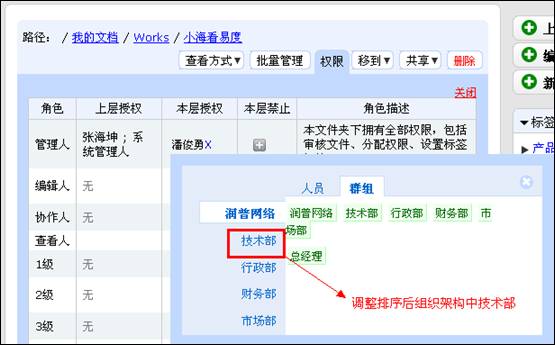 路径： / 我的文档 / Works / 小海看易度
查看方式▼ 批量管理 权限 移到▼ 共享▼ 删除
关闭
角色 上层授权 本层授权 本层禁止 角色描述
管理人 张海坤； 系统管理人 潘俊勇X 本文件夹下拥有全部权限，包括
审核文件、分配权限、设置标签
编辑人 无
协作人 无
查看人
1级 无
2级 无
3级 无
人员 群组
润普网络
技术部
行政部
财务部
市场部
润普网络 技术部 行政部 财务部 市
场部
总经理
调整排序后组织架构中技术部
上
编
新
▼标签
▶ 产品